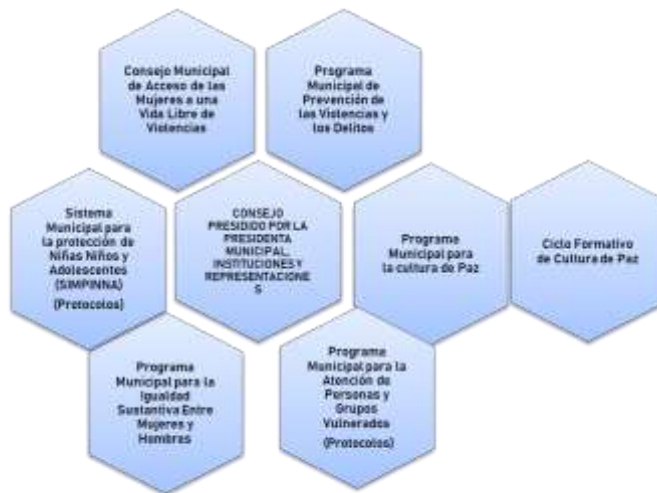 Consejo Municipal
de Acceso de las
Mujeres a una
Vida Libre de
Violencias
Programa
Municipal de
Prevención de
las Violencias y
los Delitos
Sistema
Municipal para
la protección de
Niñas Niños y
Adolescentes
(SIMPINNA)
(Protocolos)
CONSEJO
PRESIDIDO POR LA
PRESIDENTA
MUNICIPAL,
INSTITUCIONES Y
REPRESENTACIONE
S
Programa
Municipal para
la cultura de Paz
Ciclo Formativo
de Cultura de Paz
Programa
Municipal para la
Igualdad
Sustantiva Entre
Mujeres y
Hombres
Programa
Municipal para la
Atención de
Personas y
Grupos
Vulnerados
(Protocolos)